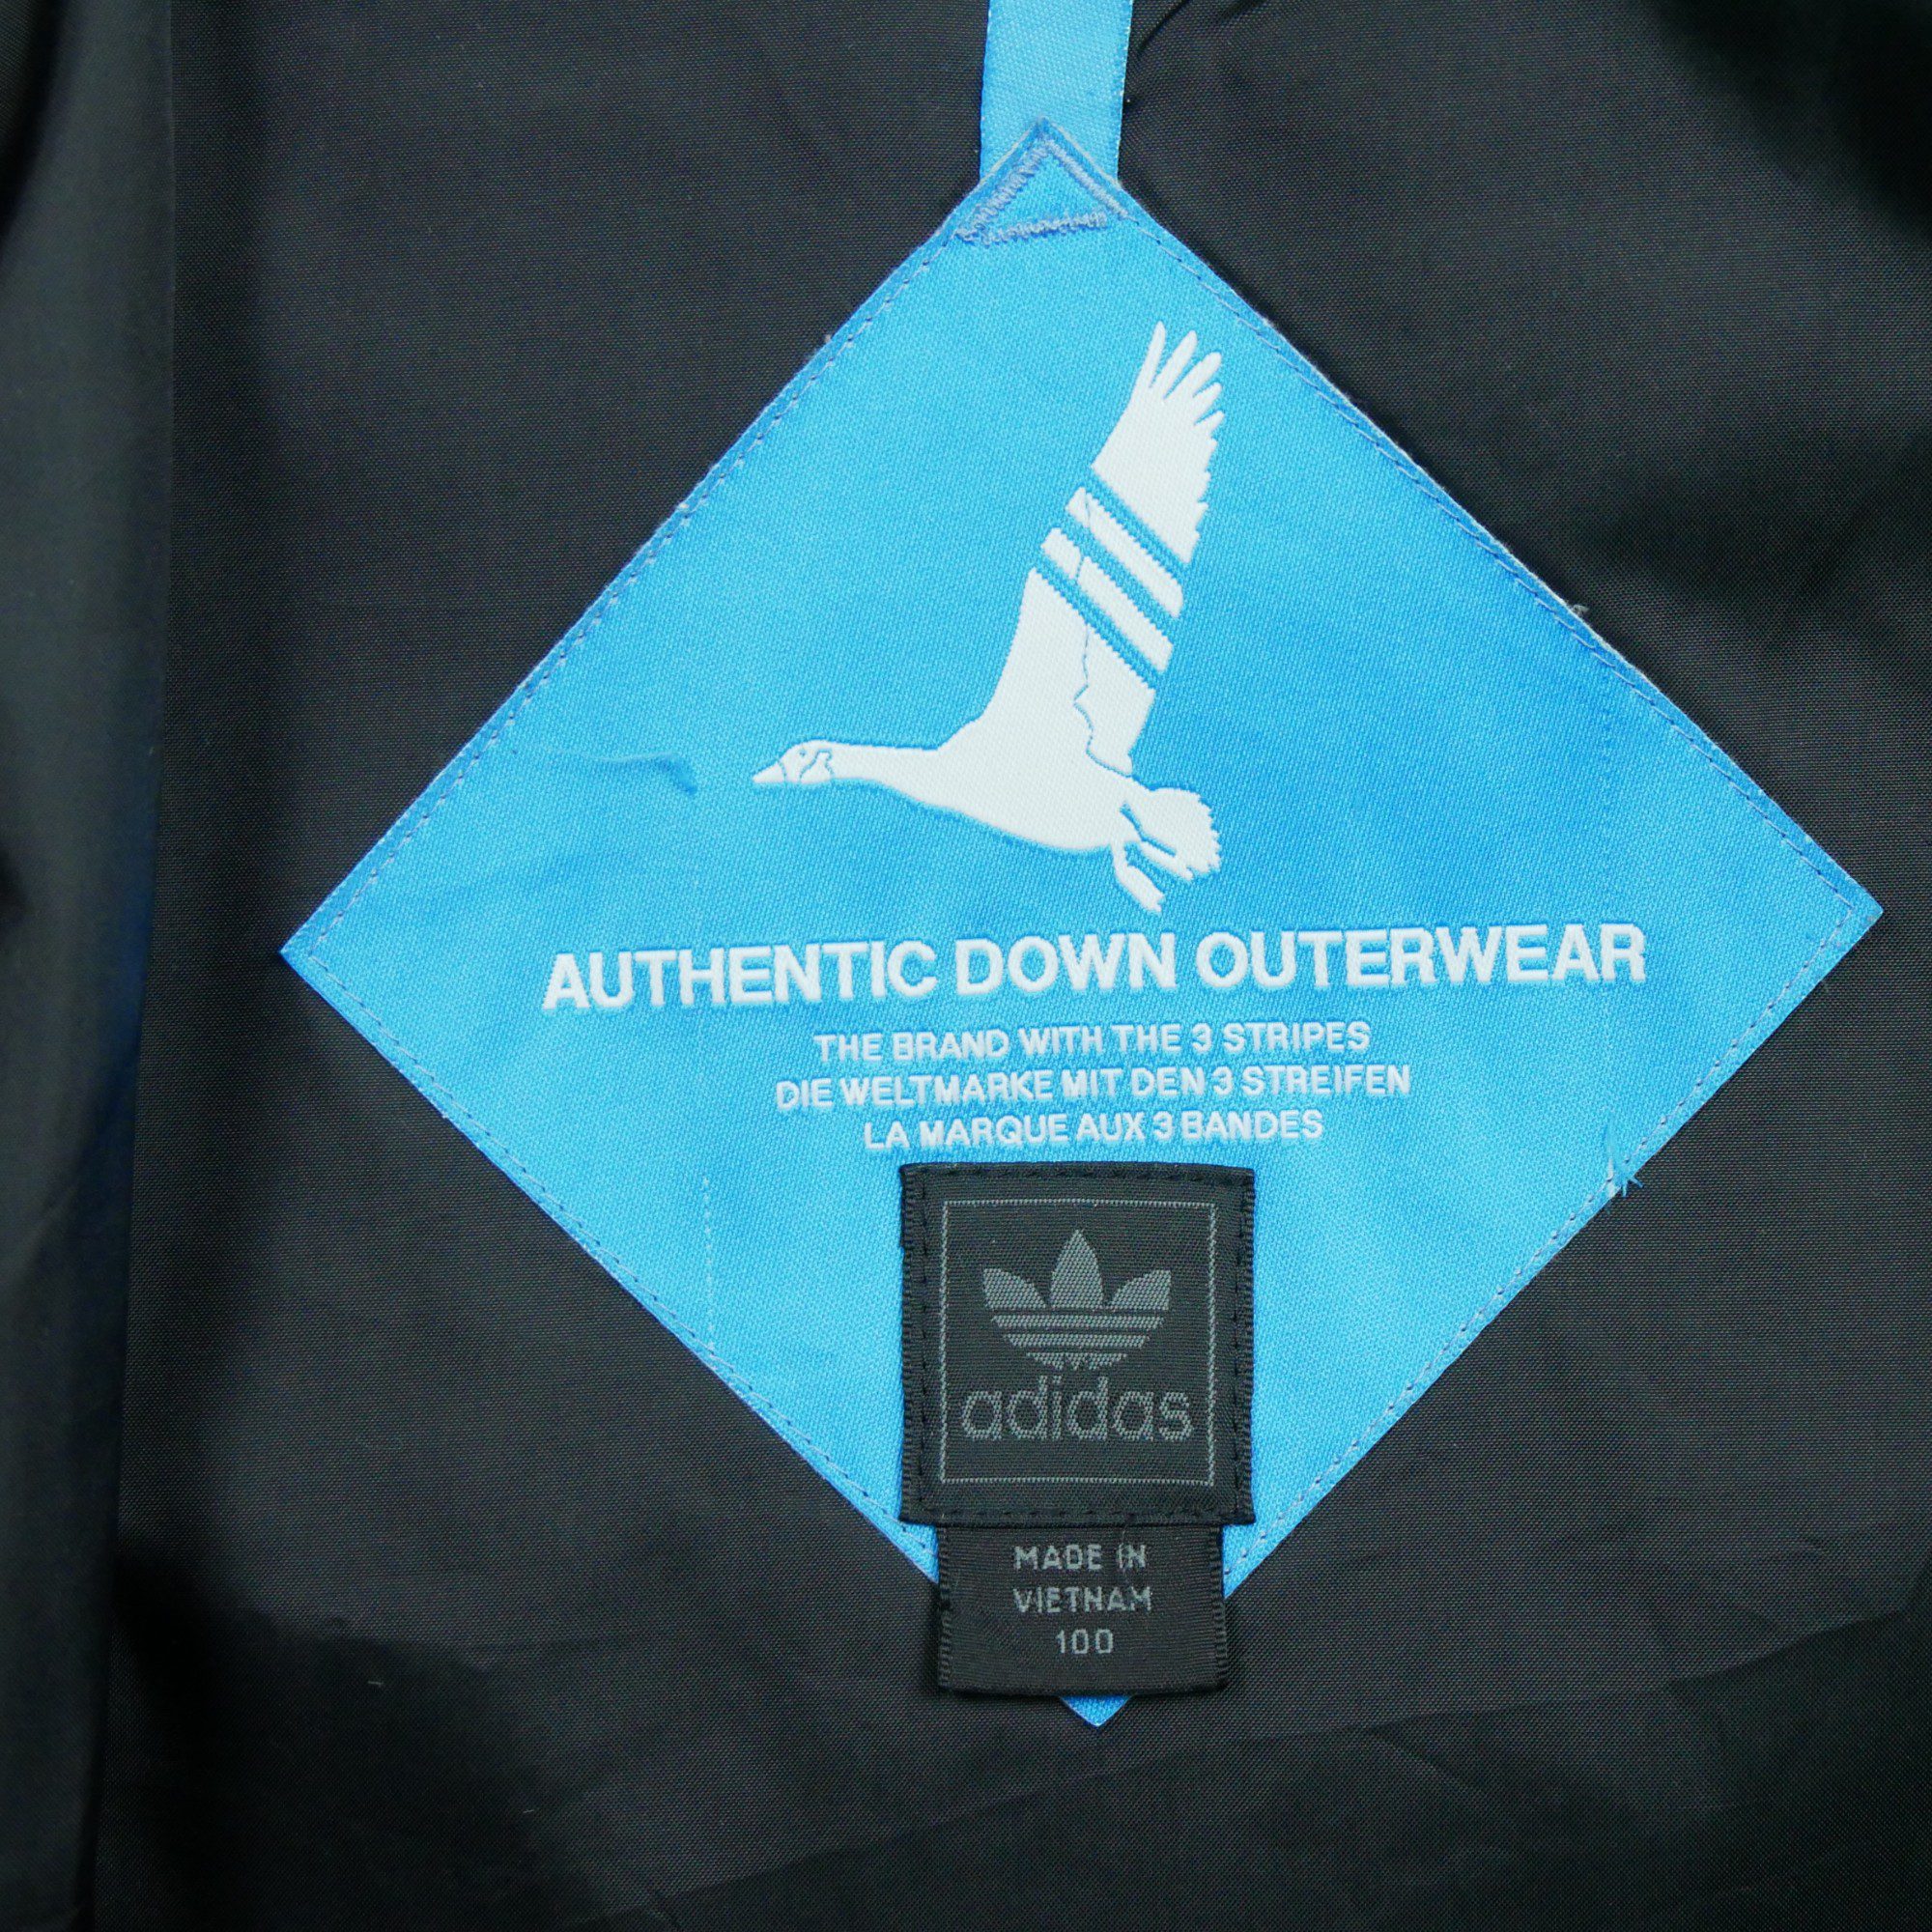 AUTHENTIC DOWN OUTERWEAR
THE BRAND WITH THE 3 STRIPES
DIE WELTMARKE MIT DEN 3 STREIFEN
LA MARQUE AUX 3 BANDES
adidas
MADE IN
VIETNAM
100